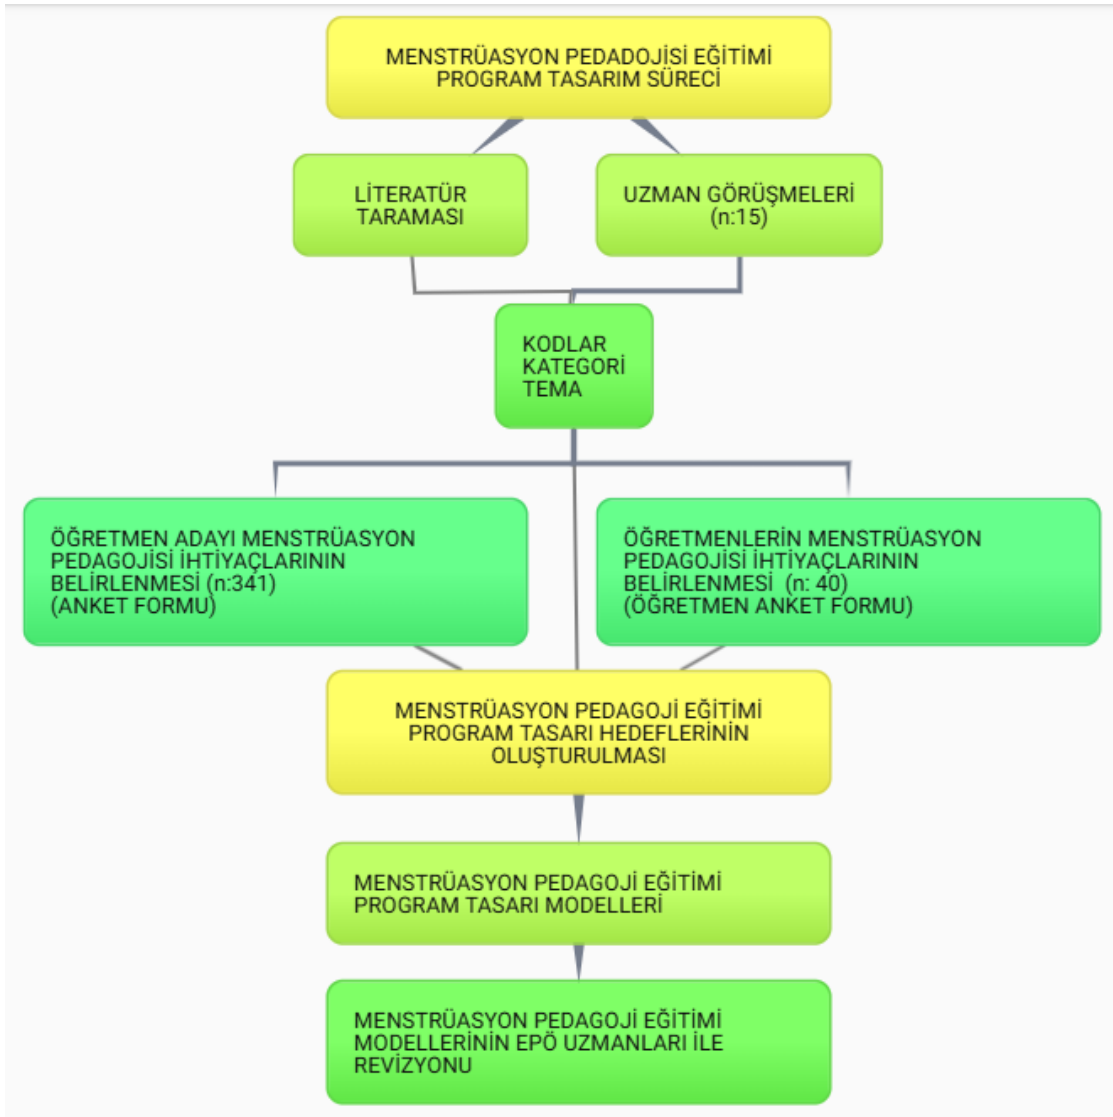 MENSTRÜASYON PEDADOJİSİ EĞİTİMİ
PROGRAM TASARIM SÜRECİ
LİTERATÜR
TARAMASI
UZMAN GÖRÜŞMELERİ
(n:15)
KODLAR
KATEGORİ
TEMA
ÖĞRETMEN ADAYI MENSTRÜASYON
PEDAGOJİSİ İHTİYAÇLARININ
BELİRLENMESİ (n:341)
(ANKET FORMU)
ÖĞRETMENLERİN MENSTRÜASYON
PEDAGOJİSİ İHTİYAÇLARININ
BELİRLENMESİ (n: 40)
(ÖĞRETMEN ANKET FORMU)
MENSTRÜASYON PEDAGOJİ EĞİTİMİ
PROGRAM TASARI HEDEFLERİNİN
OLUŞTURULMASI
MENSTRÜASYON PEDAGOJİ EĞİTİMİ
PROGRAM TASARI MODELLERİ
MENSTRÜASYON PEDAGOJİ EĞİTİMİ
MODELLERİNİN EPÖ UZMANLARI İLE
REVİZYONU